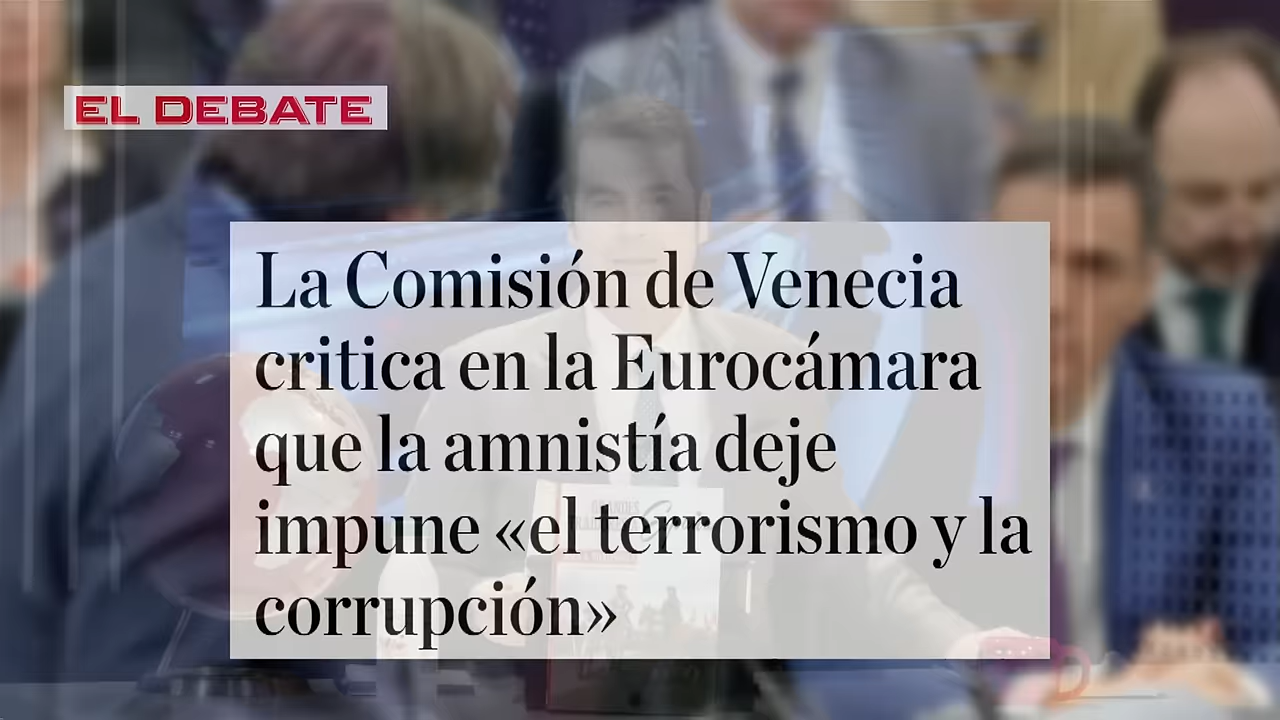 EL DEBATE
La Comisión de Venecia
critica en la Eurocámara
que la amnistía deje
impune «el terrorismo y la
corrupción»
GRANDES